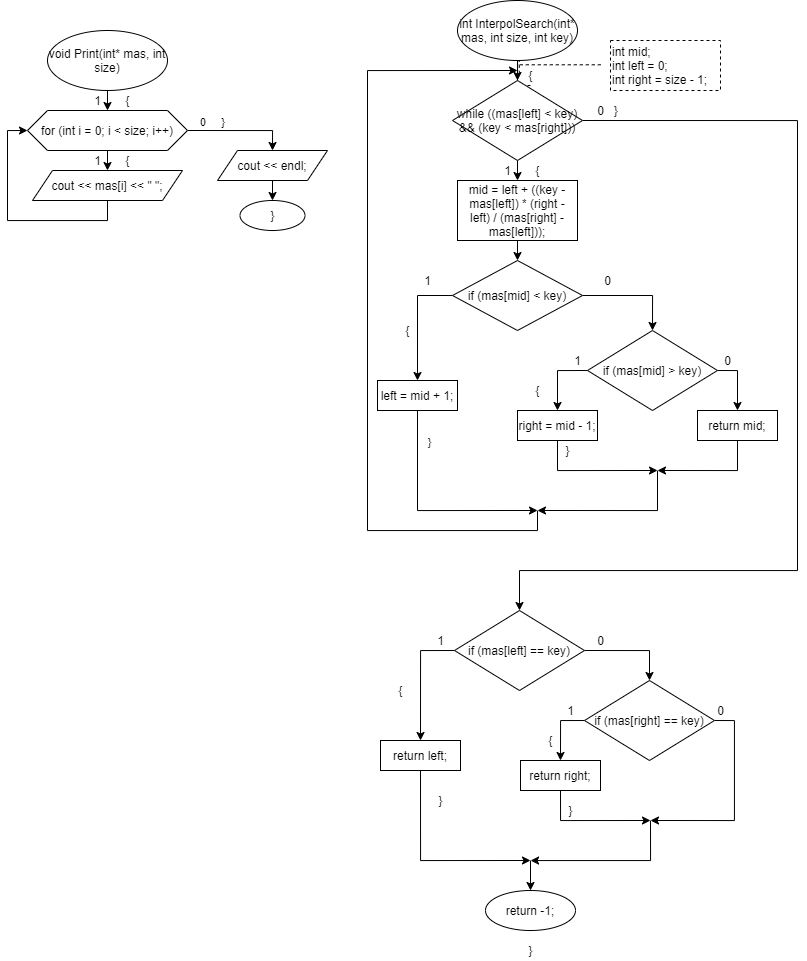 void Print(int* mas, int
size)
1 {
for (int i = 0; i < size; i++)
0 }
1 {
cout << mas[i] << " ";
cout << endl;
}
int InterpolSearch(int*
mas, int size, int key)
{
int mid;
int left = 0;
int right = size - 1;
while ((mas[left] < key)
&& (key < mas[right]))
0 }
1 {
mid = left + ((key -
mas[left]) * (right -
left) / (mas[right] -
mas[left]));
1
if (mas[mid] < key)
0
{
left = mid + 1;
}
1
if (mas[mid] > key)
0
{
right = mid - 1;
}
return mid;
1
if (mas[left] == key)
0
{
return left;
}
1
if (mas[right] == key)
0
{
return right;
}
return -1;
}